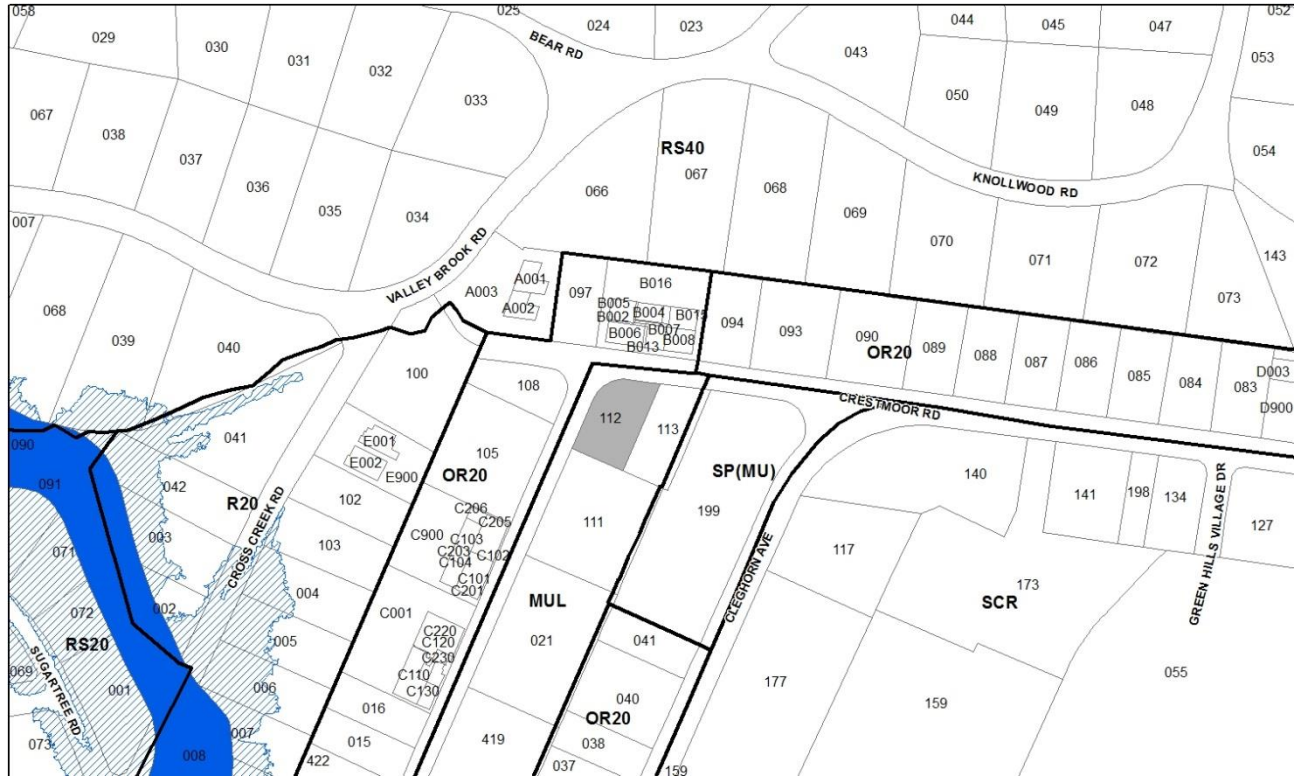 058
029
030
031
032
033
025
BEAR RD
024
023
043
044
045
047
052
053
050
049
048
054
067
038
037
036
035
034
RS40
066
067
068
069
070
071
072
073
143
KNOLLWOOD RD
007
VALLEY BROOK RD
A001
A002
A003
097
B016
B005
B002
B004
B015
B006
B007
B008
B013
094
093
090
OR20
089
088
087
086
085
084
083
D003
D900
CRESTMOOR RD
068
039
040
100
108
112
113
105
OR20
SP(MU)
199
140
141
198
134
127
GREEN HILLS VILLAGE DR
090
091
041
042
R20
CROSS CREEK RD
E001
E002
E900
102
103
C206
C205
C900
C103
C203
C104
C102
C101
C201
111
117
CLEGHORN AVE
173
SCR
071
003
002
004
005
006
007
072
RS20
SUGARTREE RD
069
001
073
008
C001
C220
C120
C230
C110
C130
016
015
422
MUL
021
419
041
040
OR20
038
037
177
159
159
055